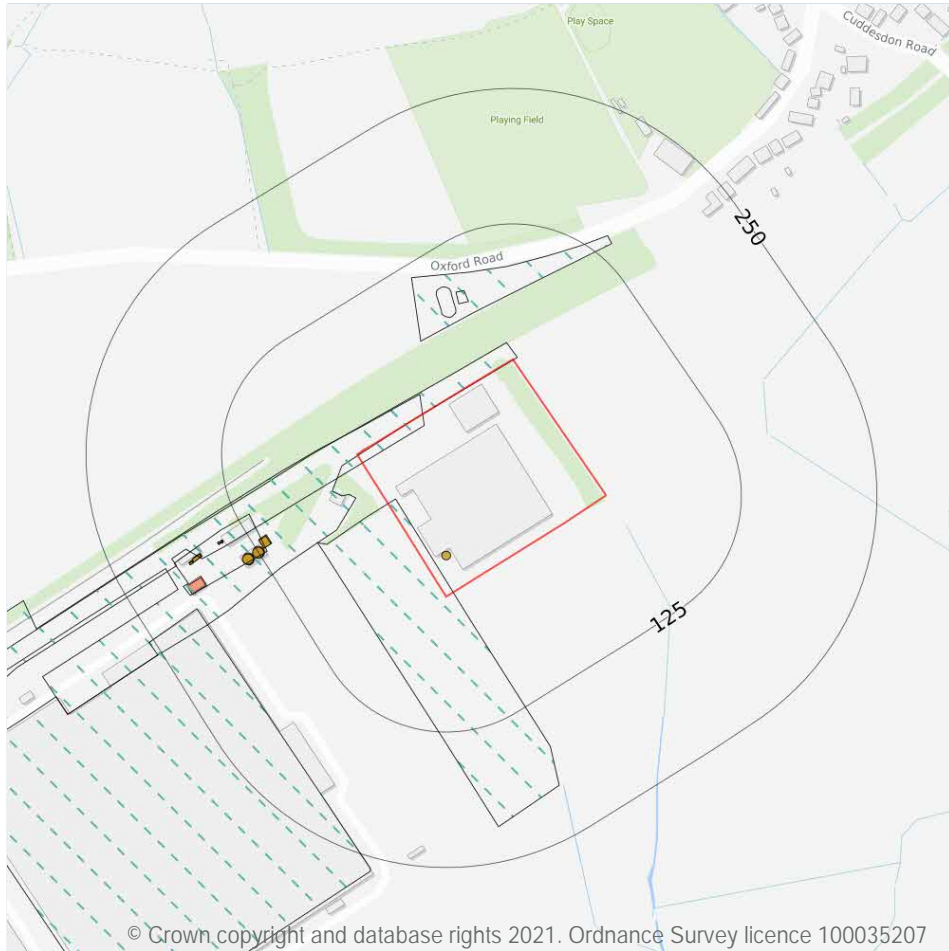 Play Space
Cuddesdon Road
Playing Field
250
Oxford Road
125
© Crown copyright and database rights 2021. Ordnance Survey licence 100035207